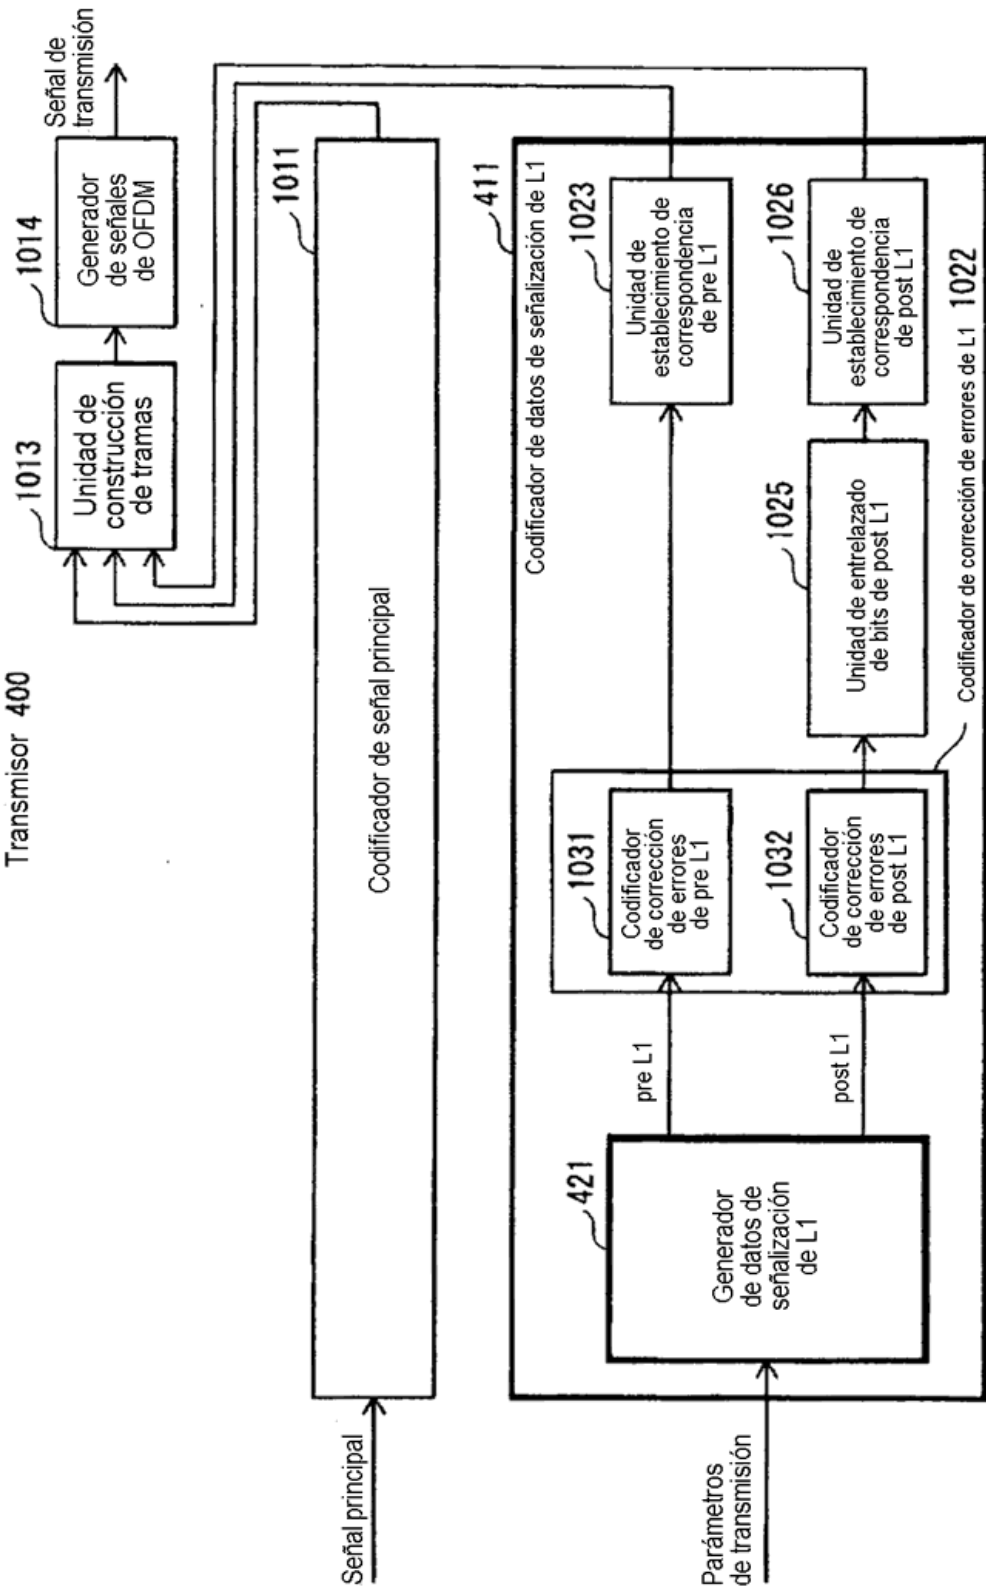 Transmisor 400
Señal principal
1011
Codificador de señal principal
1013
Unidad de
construcción
de tramas
1014
Generador
de señales
de OFDM
Señal de
transmisión
411
Codificador de datos de señalización de L1
Parámetros
de transmisión
421
Generador
de datos de
señalización
de L1
pre L1
post L1
1031
Codificador
de corrección
de errores
de pre L1
1032
Codificador
de corrección
de errores
de post L1
1023
Unidad de
establecimiento de
correspondencia
de pre L1
1025
Unidad de entrelazado
de bits de post L1
1026
Unidad de
establecimiento de
correspondencia
de post L1
Codificador de corrección de errores de L1 1022